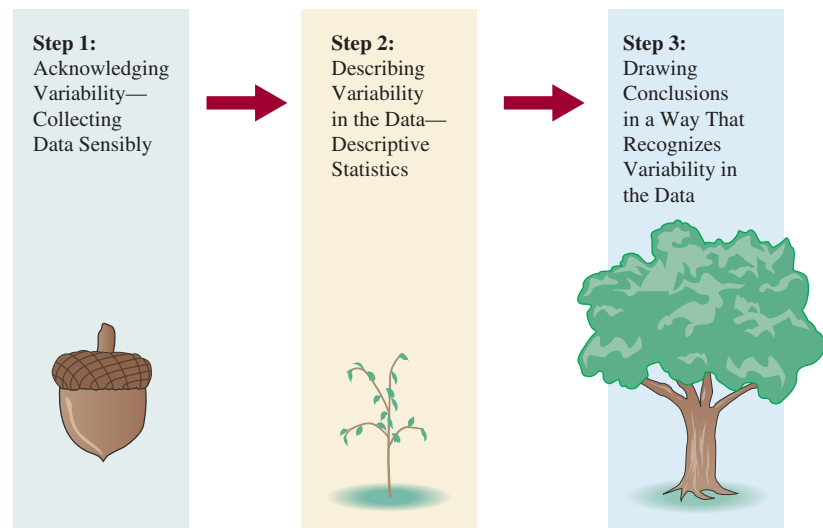 Step 1:
Acknowledging
Variability—
Collecting
Data Sensibly
Step 2:
Describing
Variability
in the Data—
Descriptive
Statistics
Step 3:
Drawing
Conclusions
in a Way That
Recognizes
Variability in
the Data